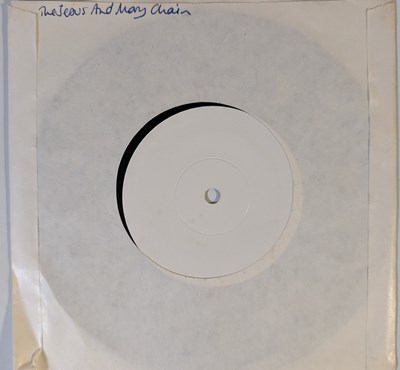 The Jesus And Mary Chain